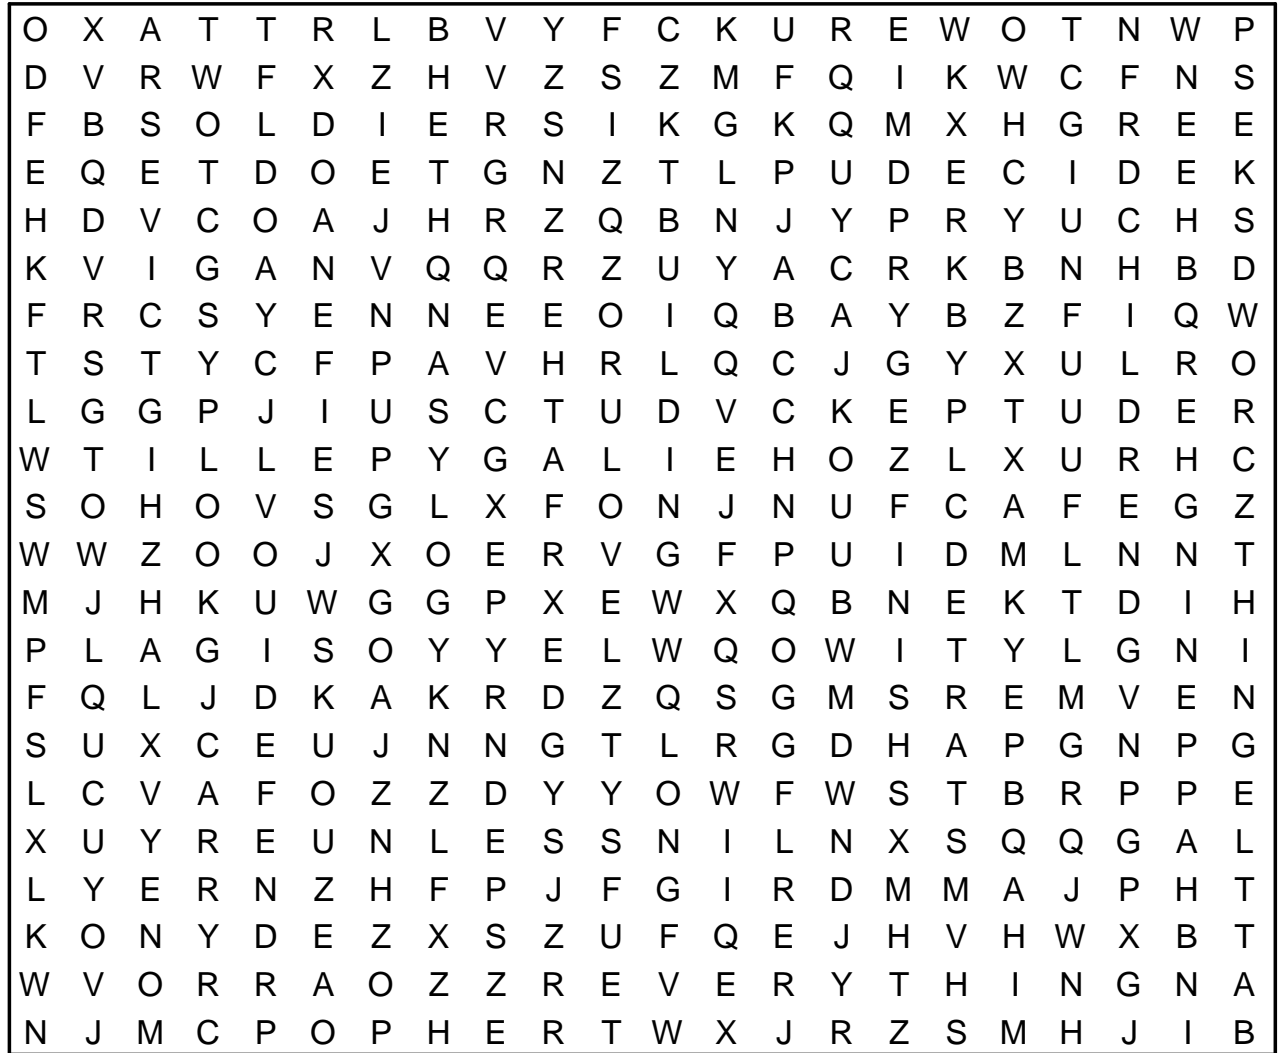 O X A T T R L B V Y F C K U R E W O T N W P
D V R W F X Z H V Z S Z M F Q I K W C F N S
F B S O L D I E R S I K G K Q M X H G R E E
E Q E T D O E T G N Z T L P U D E C I D E K
H D V C O A J H R Z Q B N J Y P R Y U C H S
K V I G A N V Q Q R Z U Y A C R K B N H B D
F R C S Y E N N E E O I Q B A Y B Z F I Q W
T S T Y C F P A V H R L Q C J G Y X U L R O
L G G P J I U S C T U D V C K E P T U D E R
W T I L L E P Y G A L I E H O Z L X U R H C
S O H O V S G L X F O N J N U F C A F E G Z
W W Z O O J X O E R V G F P U I D M L N N T
M J H K U W G G P X E W X Q B N E K T D I H
P L A G I S O Y Y E L W Q O W I T Y L G N I
F Q L J D K A K R D Z Q S G M S R E M V E N
S U X C E U J N N G T L R G D H A P G N P G
L C V A F O Z Z D Y Y O W F W S T B R P P E
X U Y R E U N L E S S N I L N X S Q Q G A L
L Y E R N Z H F P J F G I R D M M A J P H T
K O N Y D E Z X S Z U F Q E J H V H W X B T
W V O R R A O Z Z R E V E R Y T H I N G N A
N J M C P O P H E R T W X J R Z S M H J I B